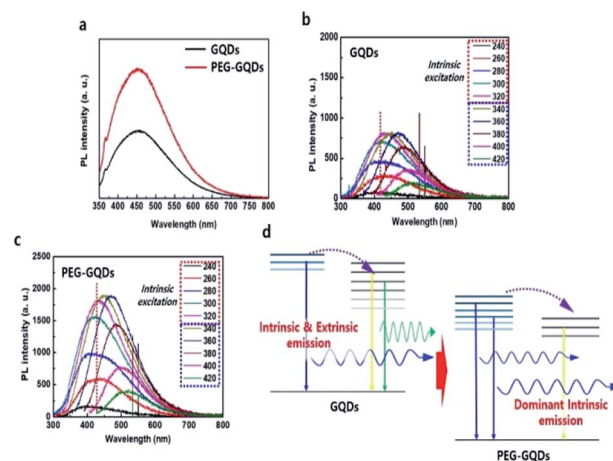 a
GQDs
PEG-GQDs
PL intensity (a. u.)
350 400 450 500 550 600 650 700 750 800
Wavelength (nm)
b
GQDs
Intrinsic
excitation
240
260
280
300
320
340
360
380
400
420
PL intensity (a. u.)
2000
1500
1000
500
0
300 400 500 600 700 800
Wavelength (nm)
c
PEG-GQDs
Intrinsic
excitation
240
260
280
300
320
340
360
380
400
420
PL intensity (a. u.)
2500
2000
1500
1000
500
0
300 400 500 600 700 800
Wavelength (nm)
d
Intrinsic & Extrinsic
emission
GQDs
Dominant Intrinsic
emission
PEG-GQDs